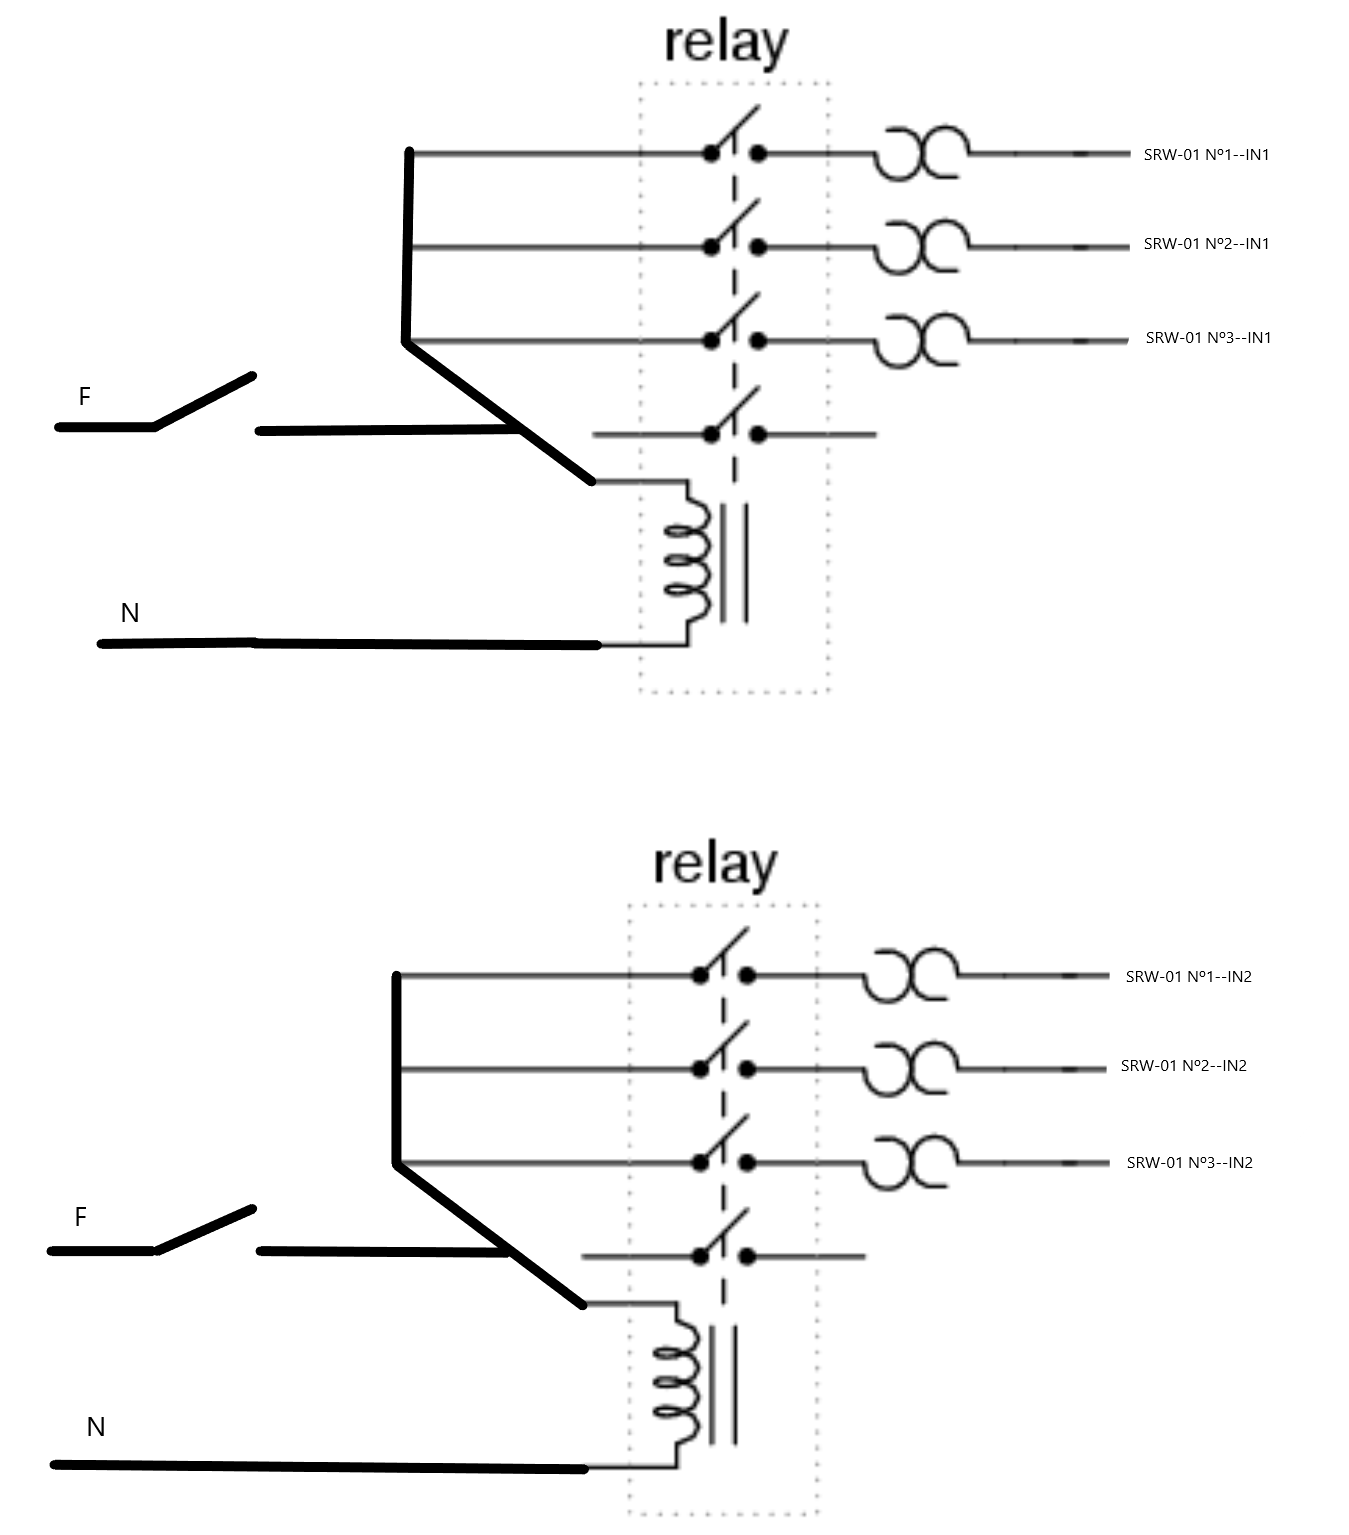 relay
SRW-01 Nº1--IN1
SRW-01 Nº2--IN1
SRW-01 Nº3--IN1
F
N
relay
SRW-01 Nº1--IN2
SRW-01 Nº2--IN2
SRW-01 Nº3--IN2
F
N